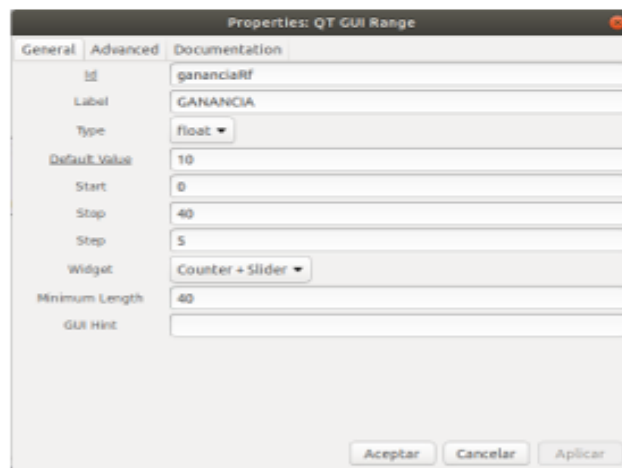 Properties: QT GUI Range
General Advanced Documentation
Id gananciaRf
Label GANANCIA
Type float
Default Value 10
Start 0
Stop 40
Step 5
Widget Counter + Slider
Minimum Length 40
GUI Hint
Aceptar Cancelar Aplicar